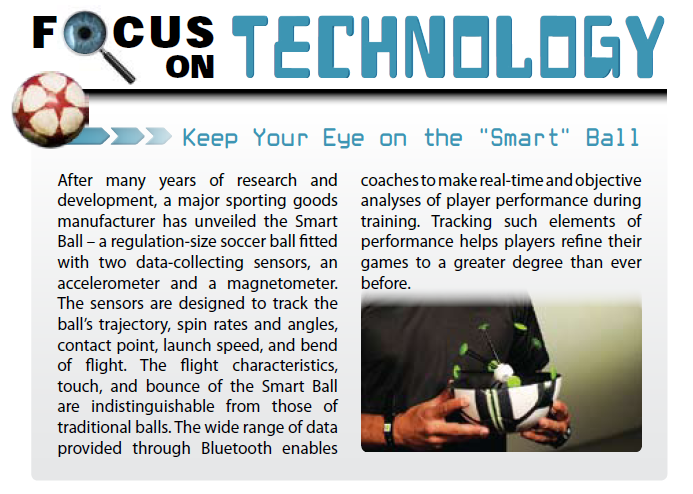 FOCUS
ON TECHNOLOGY
Keep Your Eye on the "Smart" Ball
After many years of research and
development, a major sporting goods
manufacturer has unveiled the Smart
Ball – a regulation-size soccer ball fitted
with two data-collecting sensors, an
accelerometer and a magnetometer.
The sensors are designed to track the
ball's trajectory, spin rates and angles,
contact point, launch speed, and bend
of flight. The flight characteristics,
touch, and bounce of the Smart Ball
are indistinguishable from those of
traditional balls. The wide range of data
provided through Bluetooth enables
coaches to make real-time and objective
analyses of player performance during
training. Tracking such elements of
performance helps players refine their
games to a greater degree than ever
before.